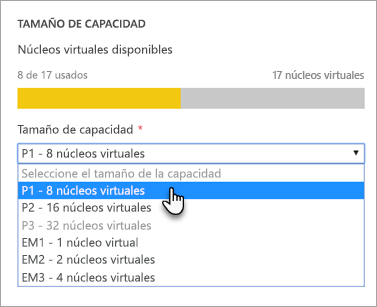 TAMAÑO DE CAPACIDAD
Núcleos virtuales disponibles
8 de 17 usados 17 núcleos virtuales
Tamaño de capacidad *
P1 - 8 núcleos virtuales
Seleccione el tamaño de la capacidad
P1 - 8 núcleos virtuales
P2 - 16 núcleos virtuales
P3 - 32 núcleos virtuales
EM1 - 1 núcleo virtual
EM2 - 2 núcleos virtuales
EM3 - 4 núcleos virtuales